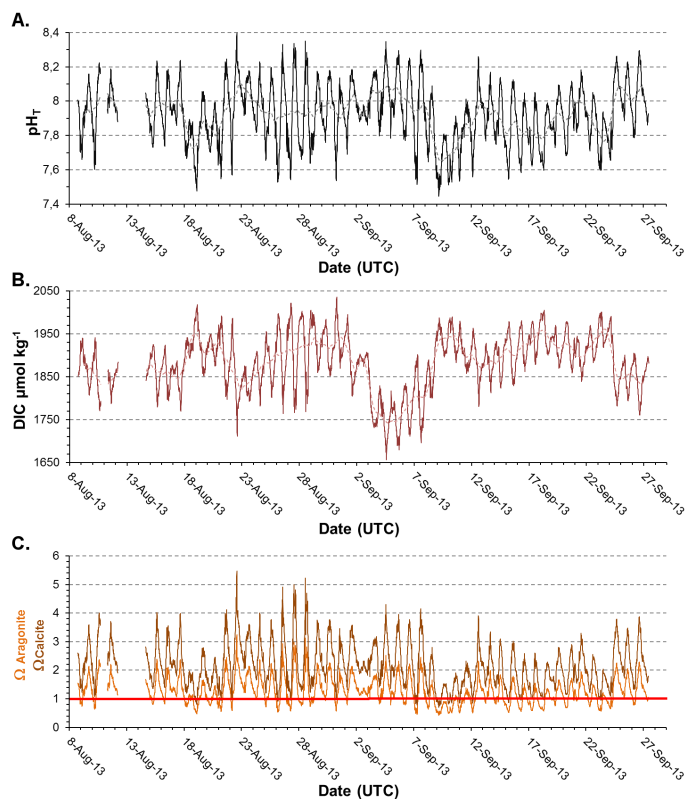 A.
8,4
8,2
8
7,8
7,6
7,4
pHT
8-Aug-13
13-Aug-13
18-Aug-13
23-Aug-13
28-Aug-13
2-Sep-13
7-Sep-13
12-Sep-13
17-Sep-13
22-Sep-13
27-Sep-13
Date (UTC)
B.
2050
1950
1850
1750
1650
DIC µmol kg-1
8-Aug-13
13-Aug-13
18-Aug-13
23-Aug-13
28-Aug-13
2-Sep-13
7-Sep-13
12-Sep-13
17-Sep-13
22-Sep-13
27-Sep-13
Date (UTC)
C.
6
5
4
3
2
1
0
Ω Aragonite
Ω Calcite
8-Aug-13
13-Aug-13
18-Aug-13
23-Aug-13
28-Aug-13
2-Sep-13
7-Sep-13
12-Sep-13
17-Sep-13
22-Sep-13
27-Sep-13
Date (UTC)